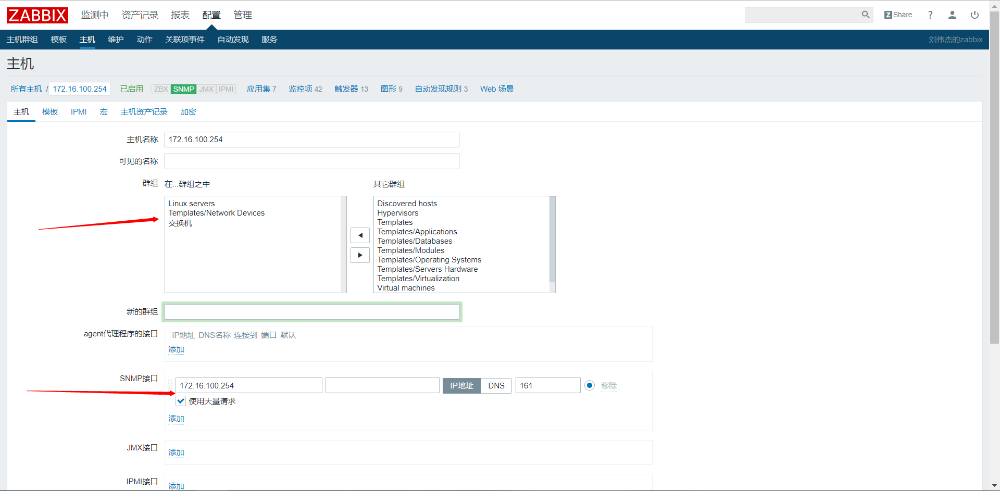 ZABBIX 监测中 资产记录 报表 配置 管理 Z Share ?
主机群组 模板 主机 维护 动作 关联项事件 自动发现 服务 刘伟杰的zabbix
主机
所有主机 / 172.16.100.254 已启用 ZBX SNMP JMX IPMI 应用集 7 监控项 42 触发器 13 图形 9 自动发现规则 3 Web 场景
主机 模板 IPMI 宏 主机资产记录 加密
主机名称 172.16.100.254
可见的名称
群组 在...群组之中 其它群组
Linux servers
Templates/Network Devices
交换机
Discovered hosts
Hypervisors
Templates
Templates/Applications
Templates/Databases
Templates/Modules
Templates/Operating Systems
Templates/Servers Hardware
Templates/Virtualization
Virtual machines
新的群组
agent代理程序的接口 IP地址 DNS名称 连接到 端口 默认
添加
SNMP接口
172.16.100.254 IP地址 DNS 161 移除
使用大量请求
添加
JMX接口
添加
IPMI接口
添加